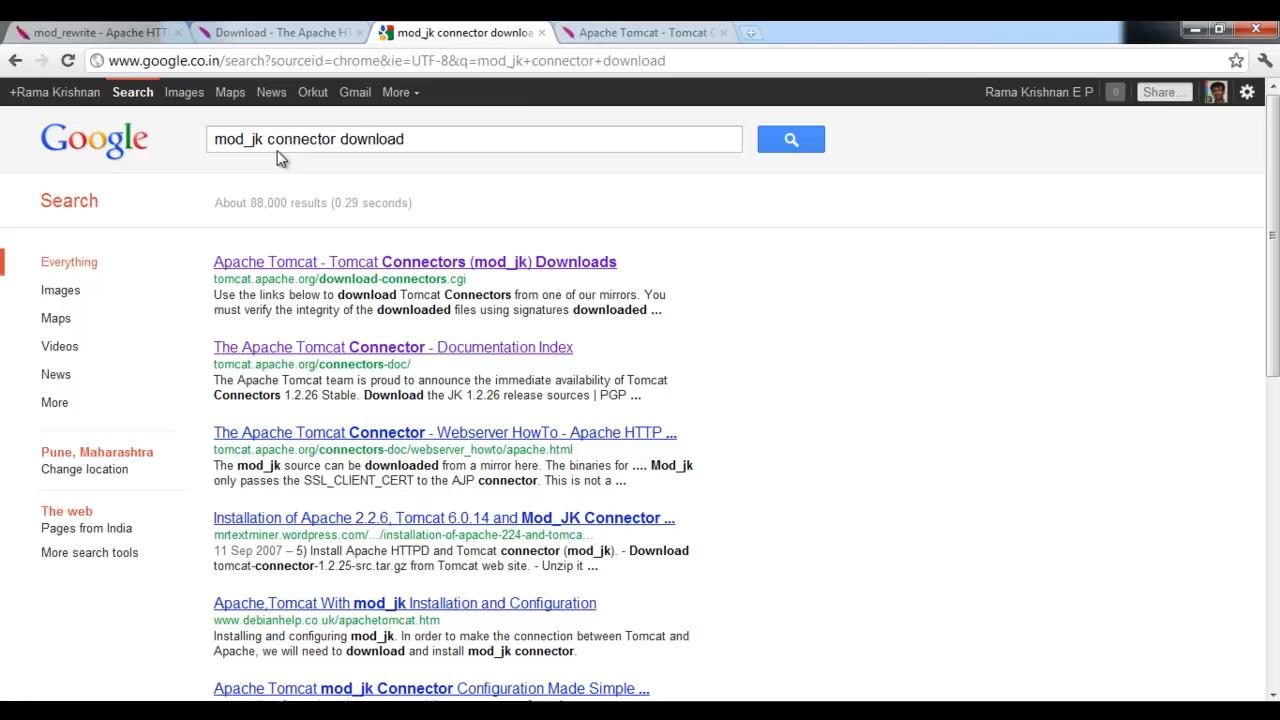 mod_rewrite - Apache HTT
Download - The Apache H
mod_jk connector downloa
Apache Tomcat - Tomcat C
www.google.co.in/search?sourceid=chrome&ie=UTF-8&q=mod_jk+connector+download
+Rama Krishnan Search Images Maps News Orkut Gmail More
Rama Krishnan E P 0 Share...
Google
mod_jk connector download
Search
About 88,000 results (0.29 seconds)
Everything
Images
Maps
Videos
News
More
Pune, Maharashtra
Change location
The web
Pages from India
More search tools
Apache Tomcat - Tomcat Connectors (mod_jk) Downloads
tomcat.apache.org/download-connectors.cgi
Use the links below to download Tomcat Connectors from one of our mirrors. You
must verify the integrity of the downloaded files using signatures downloaded ...
The Apache Tomcat Connector - Documentation Index
tomcat.apache.org/connectors-doc/
The Apache Tomcat team is proud to announce the immediate availability of Tomcat
Connectors 1.2.26 Stable. Download the JK 1.2.26 release sources | PGP ...
The Apache Tomcat Connector - Webserver HowTo - Apache HTTP ...
tomcat.apache.org/connectors-doc/webserver_howto/apache.html
The mod_jk source can be downloaded from a mirror here. The binaries for .... Mod_jk
only passes the SSL_CLIENT_CERT to the AJP connector. This is not a ...
Installation of Apache 2.2.6, Tomcat 6.0.14 and Mod_JK Connector ...
mrtextminer.wordpress.com/.../installation-of-apache-224-and-tomca...
11 Sep 2007 – 5) Install Apache HTTPD and Tomcat connector (mod_jk). - Download
tomcat-connector-1.2.25-src.tar.gz from Tomcat web site. - Unzip it ...
Apache,Tomcat With mod_jk Installation and Configuration
www.debianhelp.co.uk/apachetomcat.htm
Installing and configuring mod_jk. In order to make the connection between Tomcat and
Apache, we will need to download and install mod_jk connector.
Apache Tomcat mod_jk Connector Configuration Made Simple ...